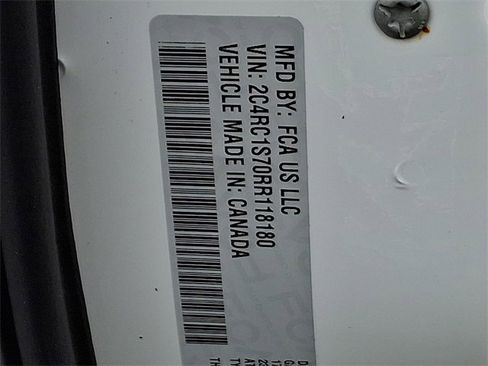 MFD BY: FCA US LLC
VIN: 2C4RC1S70RR118180
VEHICLE MADE IN: CANADA